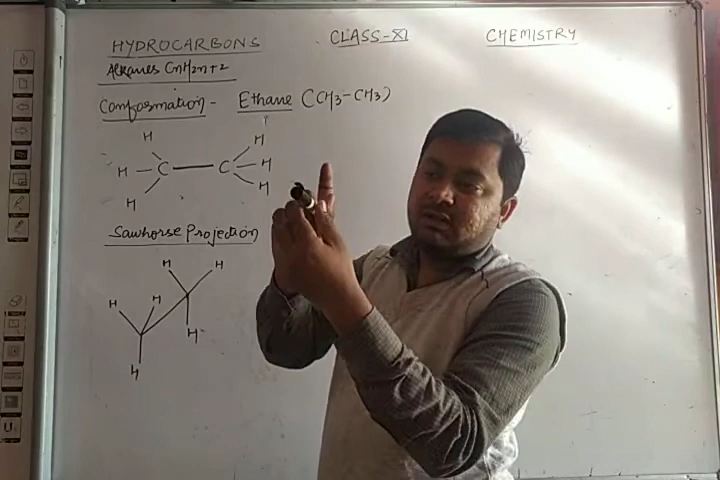 HYDROCARBONS CLASS-XI CHEMISTRY
Alkanes CnH2n+2
Conformation - Ethane (CH3-CH3)
H H
H - C — C - H
H H
Sawhorse Projection
H H
H H
H
H